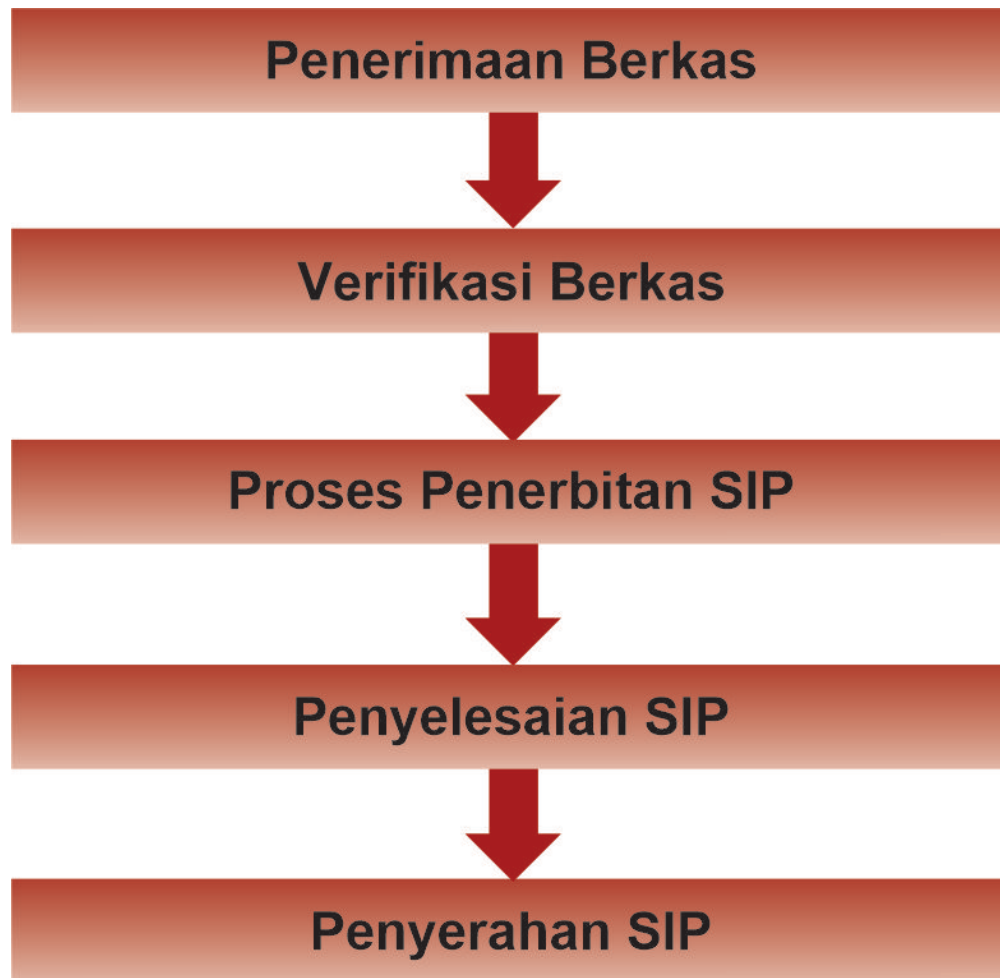 Penerimaan Berkas
Verifikasi Berkas
Proses Penerbitan SIP
Penyelesaian SIP
Penyerahan SIP